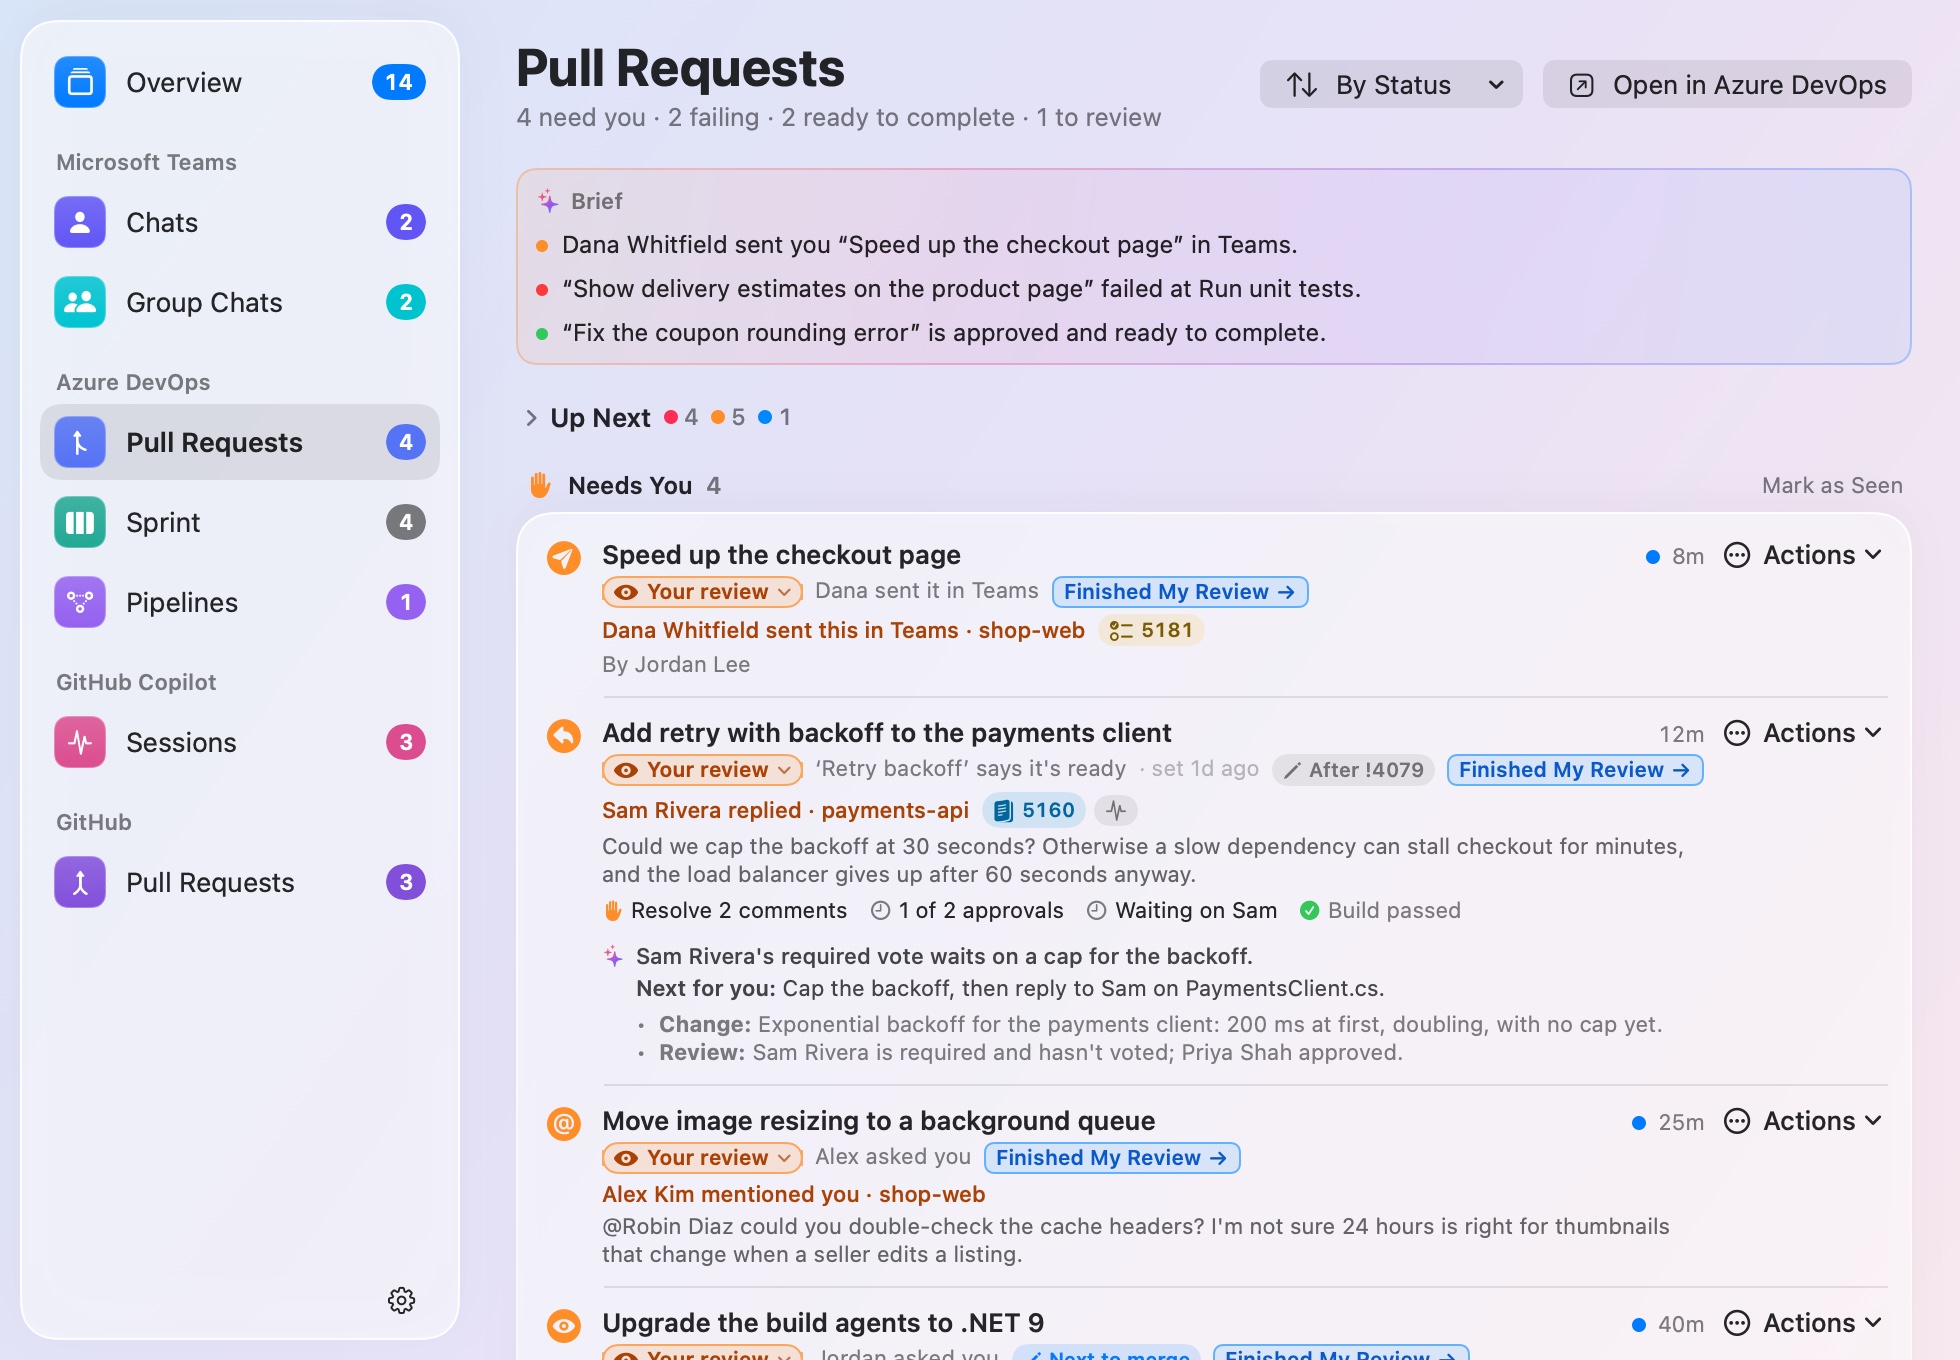 Overview 14
Microsoft Teams
Chats 2
Group Chats 2
Azure DevOps
Pull Requests 4
Sprint 4
Pipelines 1
GitHub Copilot
Sessions 3
GitHub
Pull Requests 3
Pull Requests
4 need you · 2 failing · 2 ready to complete · 1 to review
By Status
Open in Azure DevOps
Brief
Dana Whitfield sent you “Speed up the checkout page” in Teams.
“Show delivery estimates on the product page” failed at Run unit tests.
“Fix the coupon rounding error” is approved and ready to complete.
Up Next 4 5 1
Needs You 4
Mark as Seen
Speed up the checkout page
8m Actions
Your review Dana sent it in Teams Finished My Review →
Dana Whitfield sent this in Teams · shop-web 5181
By Jordan Lee
Add retry with backoff to the payments client
12m Actions
Your review ‘Retry backoff’ says it's ready · set 1d ago After !4079 Finished My Review →
Sam Rivera replied · payments-api 5160
Could we cap the backoff at 30 seconds? Otherwise a slow dependency can stall checkout for minutes,
and the load balancer gives up after 60 seconds anyway.
Resolve 2 comments 1 of 2 approvals Waiting on Sam Build passed
Sam Rivera's required vote waits on a cap for the backoff.
Next for you: Cap the backoff, then reply to Sam on PaymentsClient.cs.
• Change: Exponential backoff for the payments client: 200 ms at first, doubling, with no cap yet.
• Review: Sam Rivera is required and hasn't voted; Priya Shah approved.
Move image resizing to a background queue
25m Actions
Your review Alex asked you Finished My Review →
Alex Kim mentioned you · shop-web
@Robin Diaz could you double-check the cache headers? I'm not sure 24 hours is right for thumbnails
that change when a seller edits a listing.
Upgrade the build agents to .NET 9
40m Actions
Your review Jordan asked you Next to merge Finished My Review →